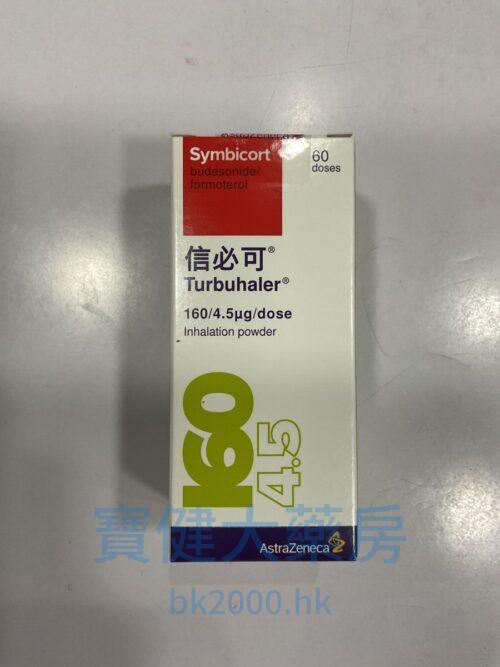 AstraZeneca
Symbicort
60
doses
budesonide/
formoterol
信必可®
Turbuhaler®
160/4.5µg/dose
Inhalation powder
160
4.5
寶健大藥房
AstraZeneca
bk2000.hk